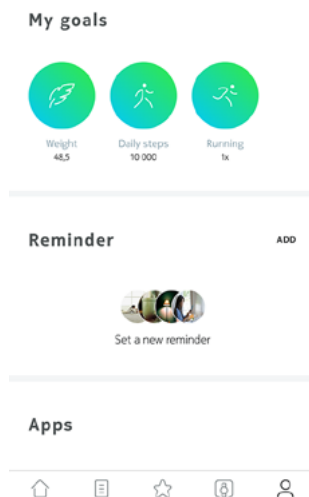 My goals
Weight Daily steps Running
48,5 10 000 1x
Reminder ADD
Set a new reminder
Apps